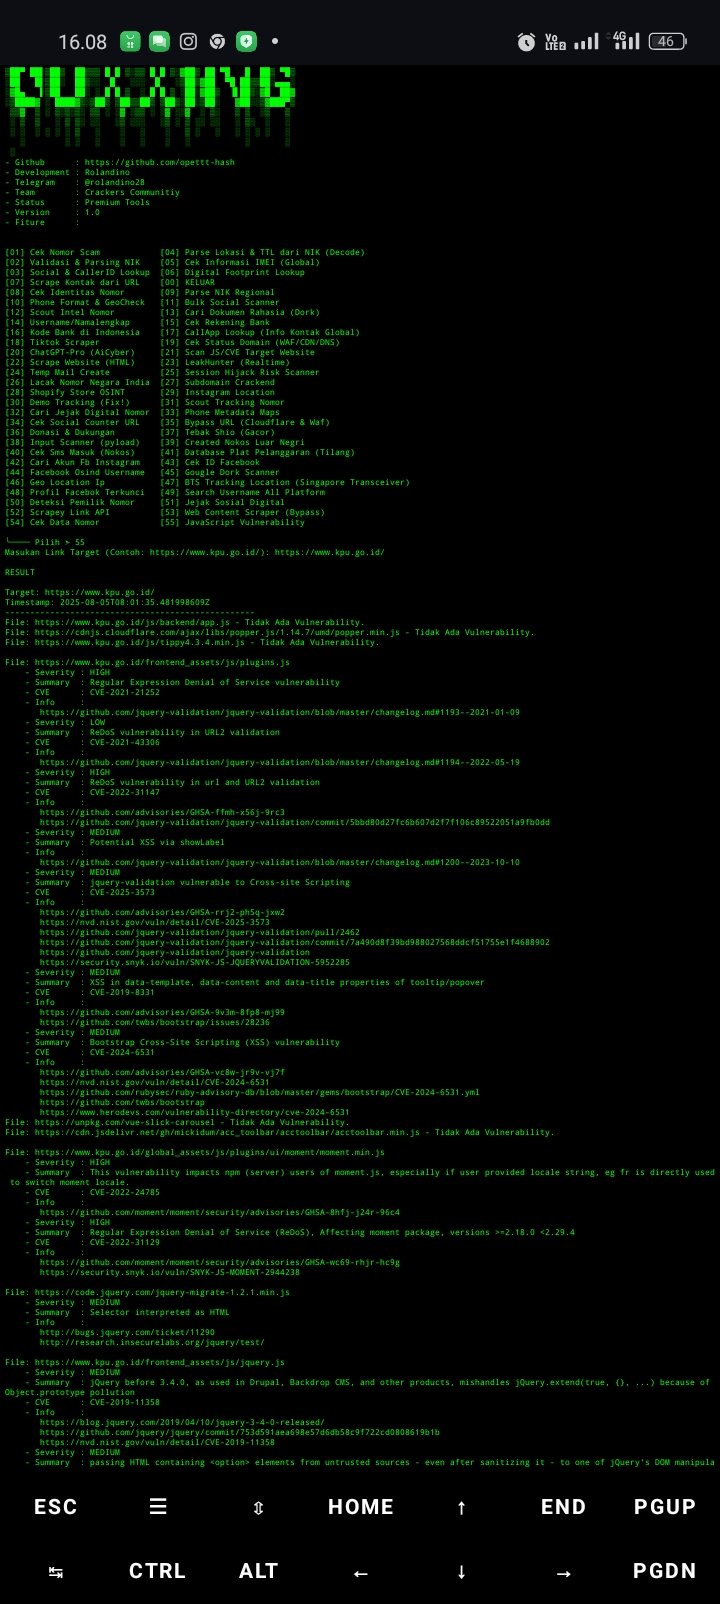 16.08
Vo LTE2
4G
46
- Github      : https://github.com/opettt-hash
- Development : Rolandino
- Telegram    : @rolandino28
- Team        : Crackers Communitiy
- Status      : Premium Tools
- Version     : 1.0
- Fiture      :
[01] Cek Nomor Scam            [04] Parse Lokasi & TTL dari NIK (Decode)
[02] Validasi & Parsing NIK    [05] Cek Informasi IMEI (Global)
[03] Social & CallerID Lookup  [06] Digital Footprint Lookup
[07] Scrape Kontak dari URL    [00] KELUAR
[08] Cek Identitas Nomor       [09] Parse NIK Regional
[10] Phone Format & GeoCheck   [11] Bulk Social Scanner
[12] Scout Intel Nomor         [13] Cari Dokumen Rahasia (Dork)
[14] Username/Namalengkap      [15] Cek Rekening Bank
[16] Kode Bank di Indonesia    [17] CallApp Lookup (Info Kontak Global)
[18] Tiktok Scraper            [19] Cek Status Domain (WAF/CDN/DNS)
[20] ChatGPT-Pro (AiCyber)     [21] Scan JS/CVE Target Website
[22] Scrape Website (HTML)     [23] LeakHunter (Realtime)
[24] Temp Mail Create          [25] Session Hijack Risk Scanner
[26] Lacak Nomor Negara India  [27] Subdomain Crackend
[28] Shopify Store OSINT       [29] Instagram Location
[30] Demo Tracking (Fix!)      [31] Scout Tracking Nomor
[32] Cari Jejak Digital Nomor  [33] Phone Metadata Maps
[34] Cek Social Counter URL    [35] Bypass URL (Cloudflare & Waf)
[36] Donasi & Dukungan         [37] Tebak Shio (Gacor)
[38] Input Scanner (pyload)    [39] Created Nokos Luar Negri
[40] Cek Sms Masuk (Nokos)     [41] Database Plat Pelanggaran (Tilang)
[42] Cari Akun Fb Instagram    [43] Cek ID Facebook
[44] Facebook Osind Username   [45] Gougle Dork Scanner
[46] Geo Location Ip           [47] BTS Tracking Location (Singapore Transceiver)
[48] Profil Facebok Terkunci   [49] Search Username All Platform
[50] Deteksi Pemilik Nomor     [51] Jejak Sosial Digital
[52] Scrapey Link API          [53] Web Content Scraper (Bypass)
[54] Cek Data Nomor            [55] JavaScript Vulnerability
╰──── Pilih ➣ 55
Masukan Link Target (Contoh: https://www.kpu.go.id/): https://www.kpu.go.id/
RESULT
Target: https://www.kpu.go.id/
Timestamp: 2025-08-05T08:01:35.481998609Z
--------------------------------------------------
File: https://www.kpu.go.id/js/backend/app.js - Tidak Ada Vulnerability.
File: https://cdnjs.cloudflare.com/ajax/libs/popper.js/1.14.7/umd/popper.min.js - Tidak Ada Vulnerability.
File: https://www.kpu.go.id/js/tippy4.3.4.min.js - Tidak Ada Vulnerability.
File: https://www.kpu.go.id/frontend_assets/js/plugins.js
- Severity : HIGH
- Summary  : Regular Expression Denial of Service vulnerability
- CVE      : CVE-2021-21252
- Info     :
https://github.com/jquery-validation/jquery-validation/blob/master/changelog.md#1193--2021-01-09
- Severity : LOW
- Summary  : ReDoS vulnerability in URL2 validation
- CVE      : CVE-2021-43306
- Info     :
https://github.com/jquery-validation/jquery-validation/blob/master/changelog.md#1194--2022-05-19
- Severity : HIGH
- Summary  : ReDoS vulnerability in url and URL2 validation
- CVE      : CVE-2022-31147
- Info     :
https://github.com/advisories/GHSA-ffmh-x56j-9rc3
https://github.com/jquery-validation/jquery-validation/commit/5bbd80d27fc6b607d2f7f106c89522051a9fb0dd
- Severity : MEDIUM
- Summary  : Potential XSS via showLabel
- Info     :
https://github.com/jquery-validation/jquery-validation/blob/master/changelog.md#1200--2023-10-10
- Severity : MEDIUM
- Summary  : jquery-validation vulnerable to Cross-site Scripting
- CVE      : CVE-2025-3573
- Info     :
https://github.com/advisories/GHSA-rrj2-ph5q-jxw2
https://nvd.nist.gov/vuln/detail/CVE-2025-3573
https://github.com/jquery-validation/jquery-validation/pull/2462
https://github.com/jquery-validation/jquery-validation/commit/7a490d8f39bd988027568ddcf51755e1f4688902
https://github.com/jquery-validation/jquery-validation
https://security.snyk.io/vuln/SNYK-JS-JQUERYVALIDATION-5952285
- Severity : MEDIUM
- Summary  : XSS in data-template, data-content and data-title properties of tooltip/popover
- CVE      : CVE-2019-8331
- Info     :
https://github.com/advisories/GHSA-9v3m-8fp8-mj99
https://github.com/twbs/bootstrap/issues/28236
- Severity : MEDIUM
- Summary  : Bootstrap Cross-Site Scripting (XSS) vulnerability
- CVE      : CVE-2024-6531
- Info     :
https://github.com/advisories/GHSA-vc8w-jr9v-vj7f
https://nvd.nist.gov/vuln/detail/CVE-2024-6531
https://github.com/rubysec/ruby-advisory-db/blob/master/gems/bootstrap/CVE-2024-6531.yml
https://github.com/twbs/bootstrap
https://www.herodevs.com/vulnerability-directory/cve-2024-6531
File: https://unpkg.com/vue-slick-carousel - Tidak Ada Vulnerability.
File: https://cdn.jsdelivr.net/gh/mickidum/acc_toolbar/acctoolbar/acctoolbar.min.js - Tidak Ada Vulnerability.
File: https://www.kpu.go.id/global_assets/js/plugins/ui/moment/moment.min.js
- Severity : HIGH
- Summary  : This vulnerability impacts npm (server) users of moment.js, especially if user provided locale string, eg fr is directly used
to switch moment locale.
- CVE      : CVE-2022-24785
- Info     :
https://github.com/moment/moment/security/advisories/GHSA-8hfj-j24r-96c4
- Severity : HIGH
- Summary  : Regular Expression Denial of Service (ReDoS), Affecting moment package, versions >=2.18.0 <2.29.4
- CVE      : CVE-2022-31129
- Info     :
https://github.com/moment/moment/security/advisories/GHSA-wc69-rhjr-hc9g
https://security.snyk.io/vuln/SNYK-JS-MOMENT-2944238
File: https://code.jquery.com/jquery-migrate-1.2.1.min.js
- Severity : MEDIUM
- Summary  : Selector interpreted as HTML
- Info     :
http://bugs.jquery.com/ticket/11290
http://research.insecurelabs.org/jquery/test/
File: https://www.kpu.go.id/frontend_assets/js/jquery.js
- Severity : MEDIUM
- Summary  : jQuery before 3.4.0, as used in Drupal, Backdrop CMS, and other products, mishandles jQuery.extend(true, {}, ...) because of
Object.prototype pollution
- CVE      : CVE-2019-11358
- Info     :
https://blog.jquery.com/2019/04/10/jquery-3-4-0-released/
https://github.com/jquery/jquery/commit/753d591aea698e57d6db58c9f722cd0808619b1b
https://nvd.nist.gov/vuln/detail/CVE-2019-11358
- Severity : MEDIUM
- Summary  : passing HTML containing <option> elements from untrusted sources - even after sanitizing it - to one of jQuery's DOM manipula
ESC ☰ ⇳ HOME ↑ END PGUP
↹ CTRL ALT ← ↓ → PGDN